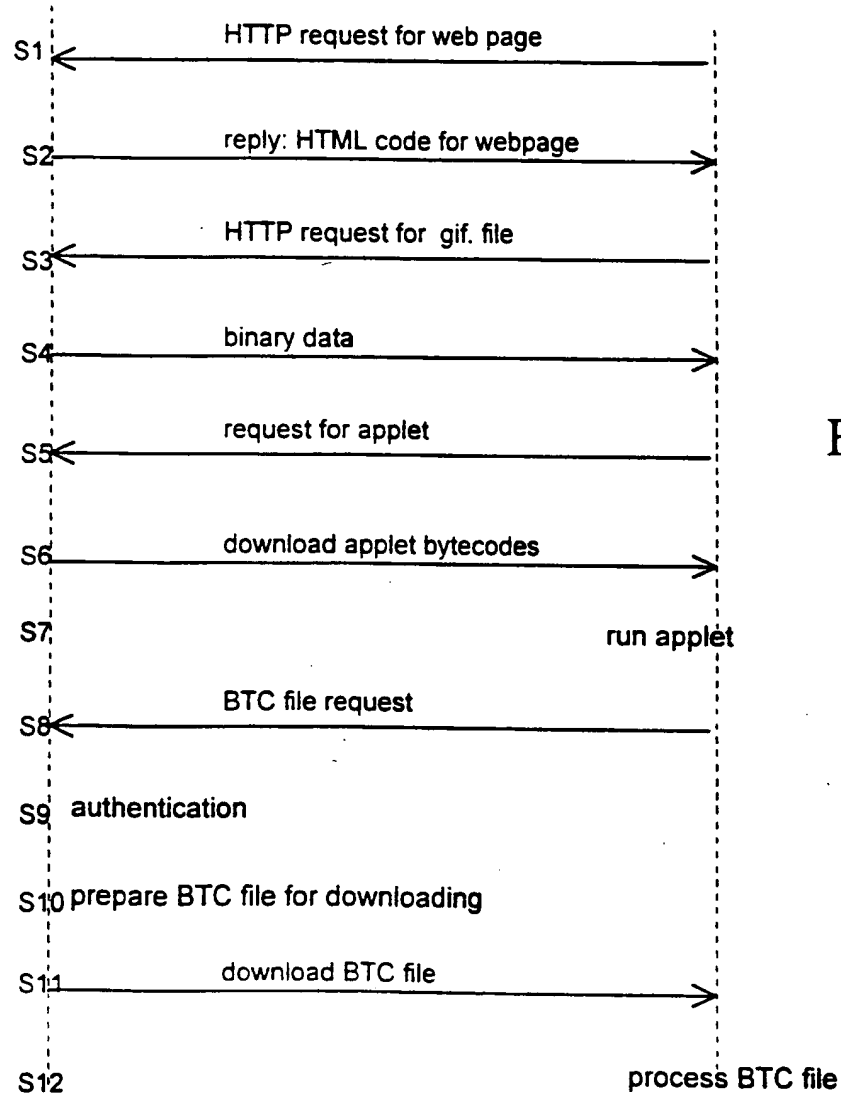 S1 HTTP request for web page
S2 reply: HTML code for webpage
S3 HTTP request for gif. file
S4 binary data
S5 request for applet
S6 download applet bytecodes
S7 run applet
S8 BTC file request
S9 authentication
S10 prepare BTC file for downloading
S11 download BTC file
S12 process BTC file